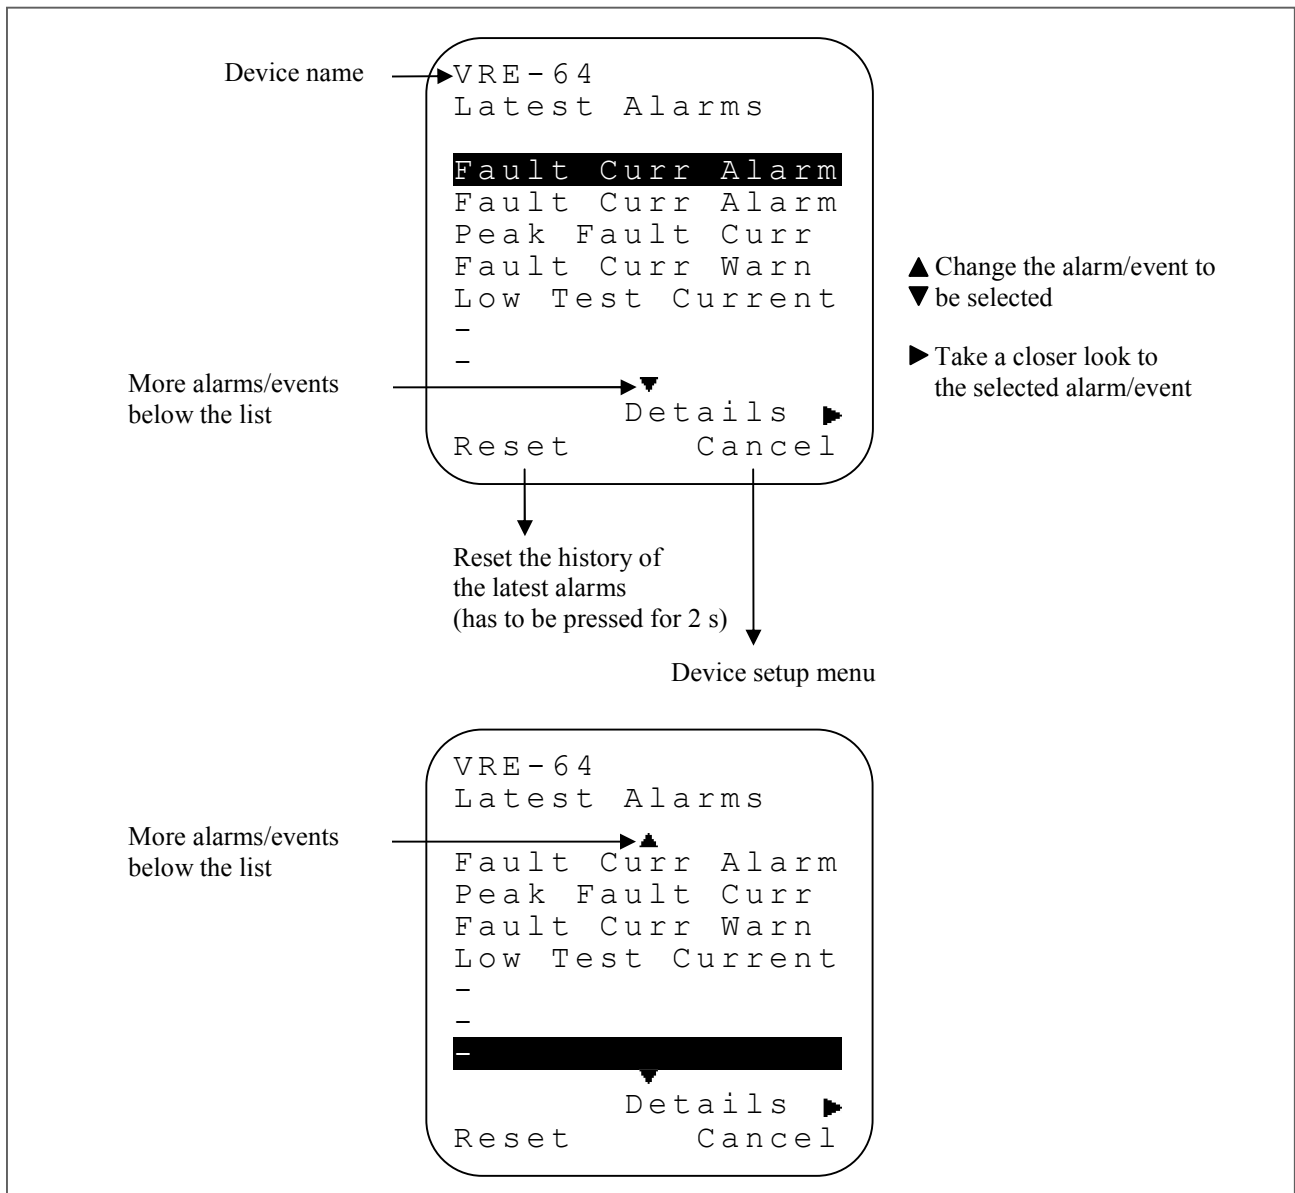 Device name
VRE-64
Latest Alarms
Fault Curr Alarm
Fault Curr Alarm
Peak Fault Curr
Fault Curr Warn
Low Test Current
-
-
▼
Details ▶
Reset Cancel
▲ Change the alarm/event to
▼ be selected
▶ Take a closer look to
the selected alarm/event
More alarms/events
below the list
Reset the history of
the latest alarms
(has to be pressed for 2 s)
Device setup menu
VRE-64
Latest Alarms
▲
More alarms/events
below the list
Fault Curr Alarm
Peak Fault Curr
Fault Curr Warn
Low Test Current
-
-
-
▼
Details ▶
Reset Cancel